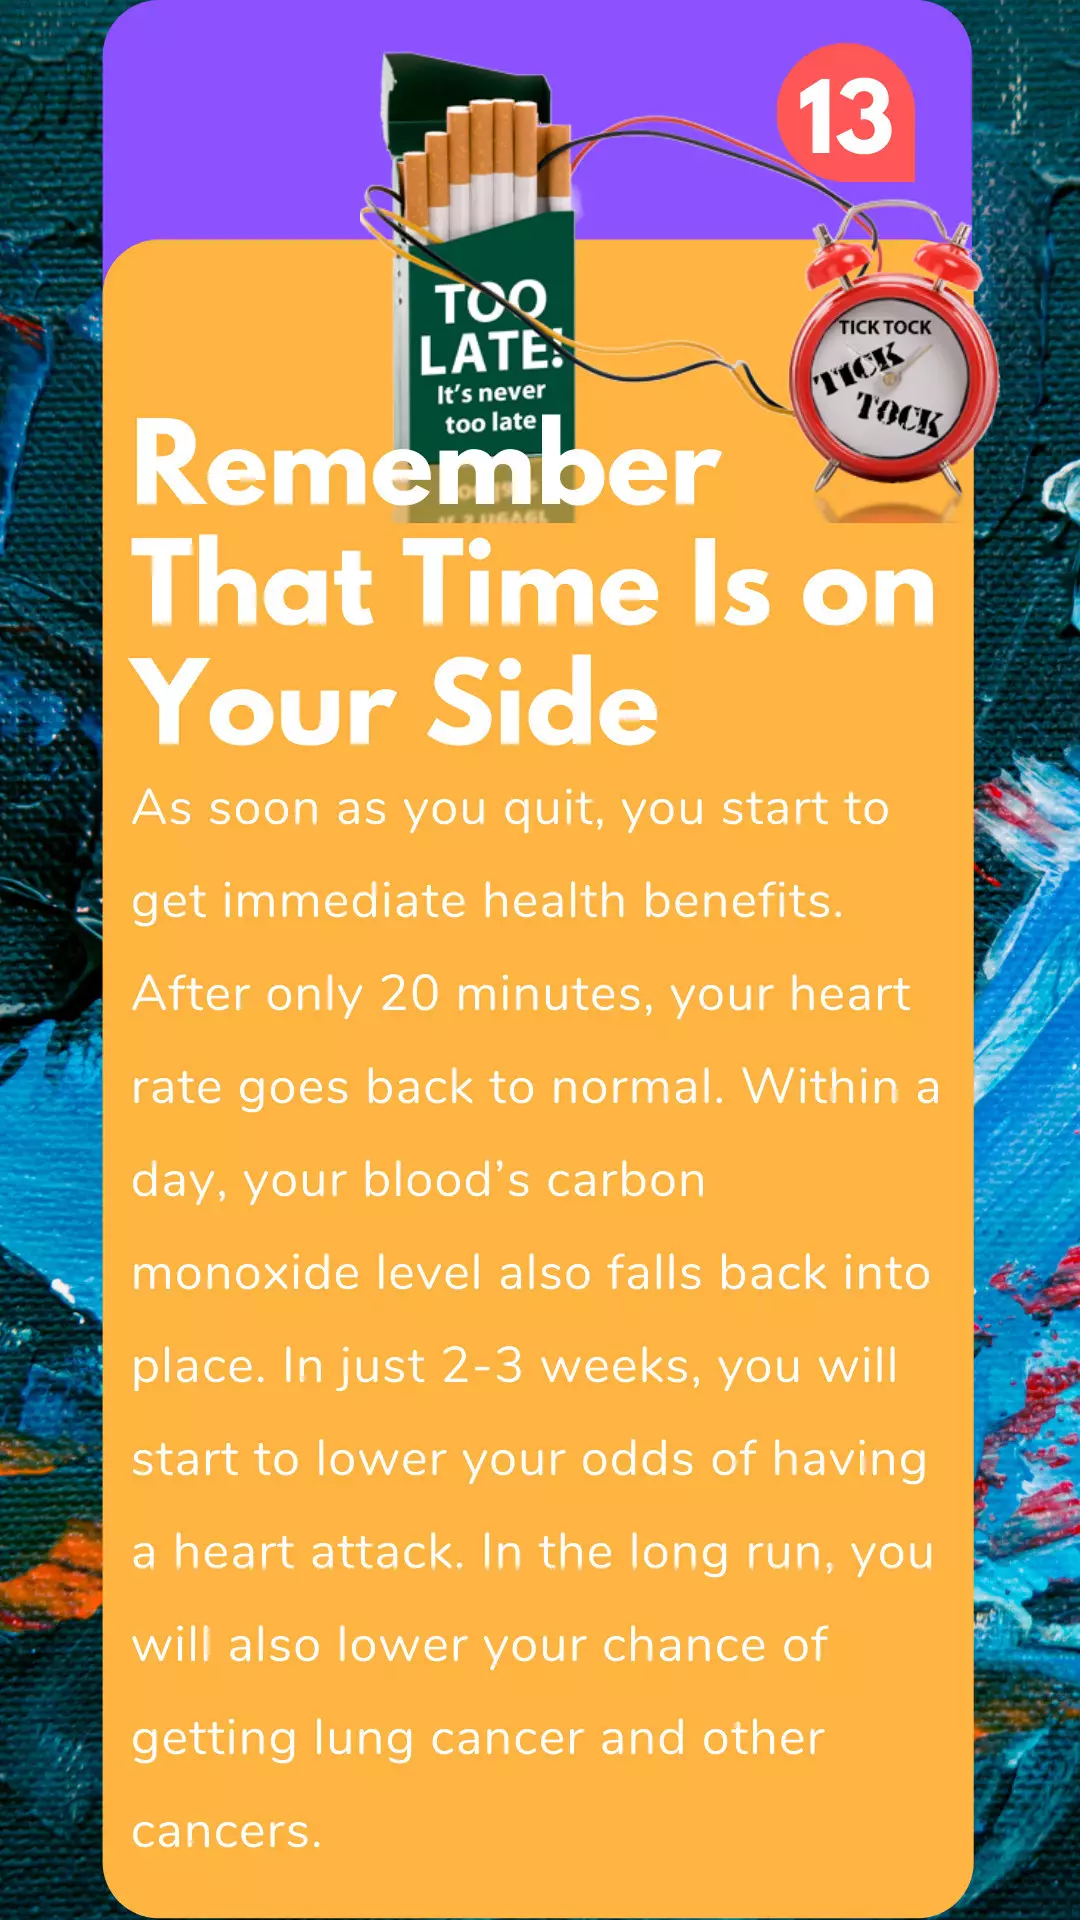 13
TOO
LATE!
It's never
too late
TICK TOCK
TICK
TOCK
Remember
That Time Is on
Your Side
As soon as you quit, you start to
get immediate health benefits.
After only 20 minutes, your heart
rate goes back to normal. Within a
day, your blood’s carbon
monoxide level also falls back into
place. In just 2-3 weeks, you will
start to lower your odds of having
a heart attack. In the long run, you
will also lower your chance of
getting lung cancer and other
cancers.